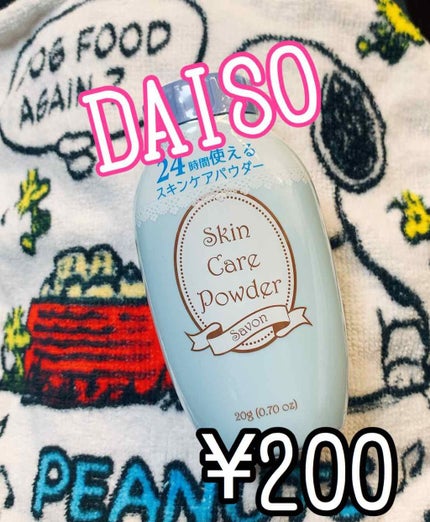 DOG FOOD
AGAIN?
DAISO
24時間使える
スキンケアパウダー
Skin
Care
Powder
Savon
20g (0.70 oz)
¥200
PEANU